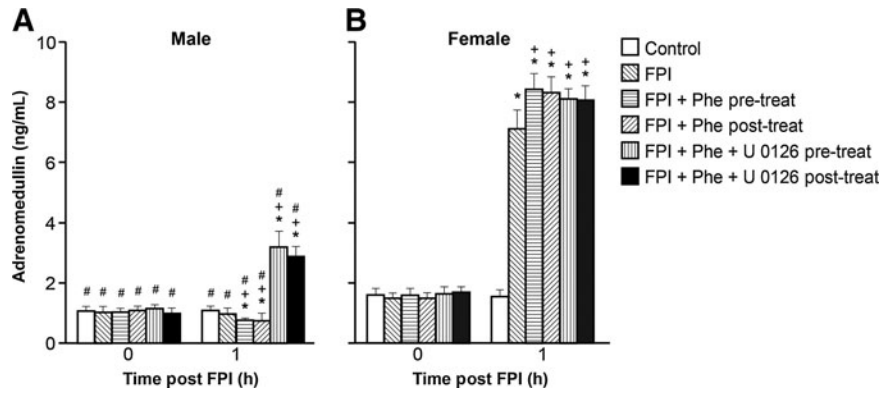 A
B
Male
Female
Adrenomedullin (ng/mL)
10
8
6
4
2
0
# # # # # #
# # # + * # + * # + * # + *
0 1
Time post FPI (h)
* + * + * + * + *
0 1
Time post FPI (h)
Control
FPI
FPI + Phe pre-treat
FPI + Phe post-treat
FPI + Phe + U 0126 pre-treat
FPI + Phe + U 0126 post-treat